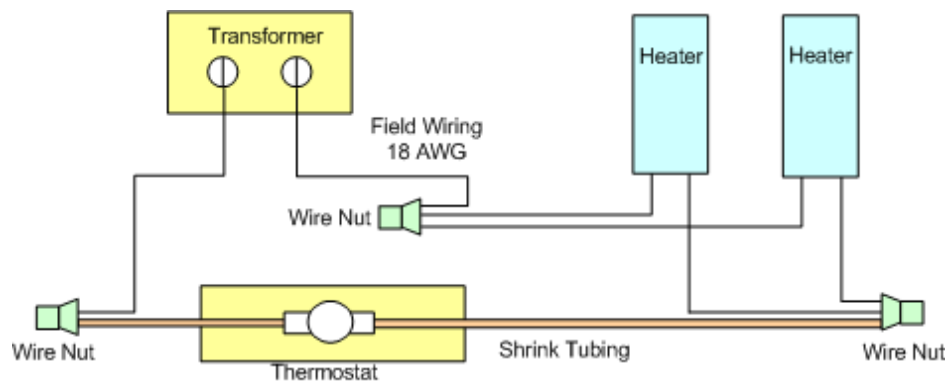 Transformer
Heater
Heater
Field Wiring
18 AWG
Wire Nut
Wire Nut
Thermostat
Shrink Tubing
Wire Nut